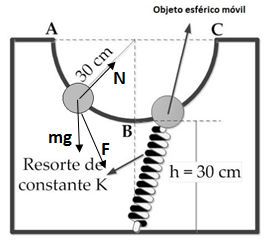 Objeto esférico móvil
A
C
30 cm
N
B
mg
F
Resorte de
constante K
h = 30 cm